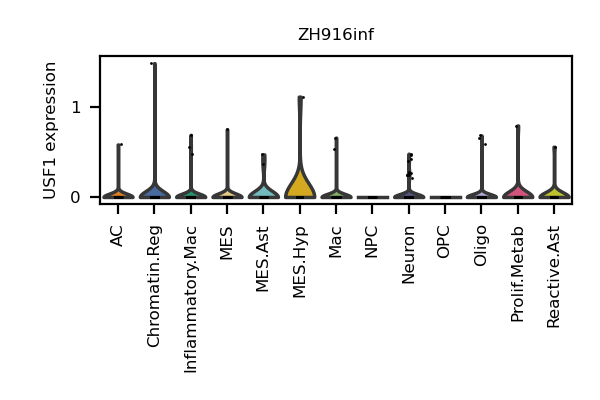 ZH916inf
USF1 expression
1
0
AC
Chromatin.Reg
Inflammatory.Mac
MES
MES.Ast
MES.Hyp
Mac
NPC
Neuron
OPC
Oligo
Prolif.Metab
Reactive.Ast